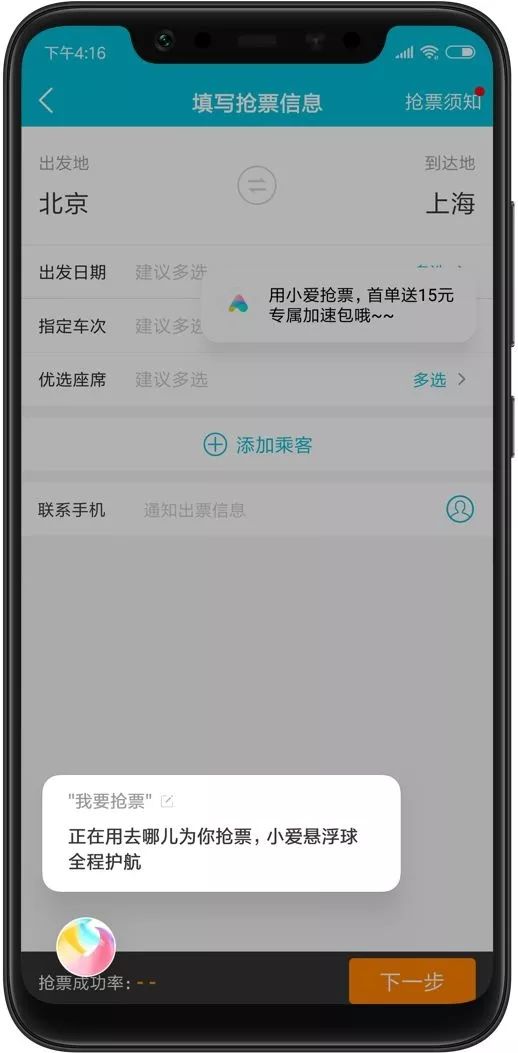 下午4:16
填写抢票信息
抢票须知
出发地
到达地
北京
上海
出发日期
建议多选
用小爱抢票，首单送15元
专属加速包哦~~
指定车次
建议多选
优选座席
建议多选
多选
添加乘客
联系手机
通知出票信息
"我要抢票"
正在用去哪儿为你抢票，小爱悬浮球
全程护航
抢票成功率：--
下一步